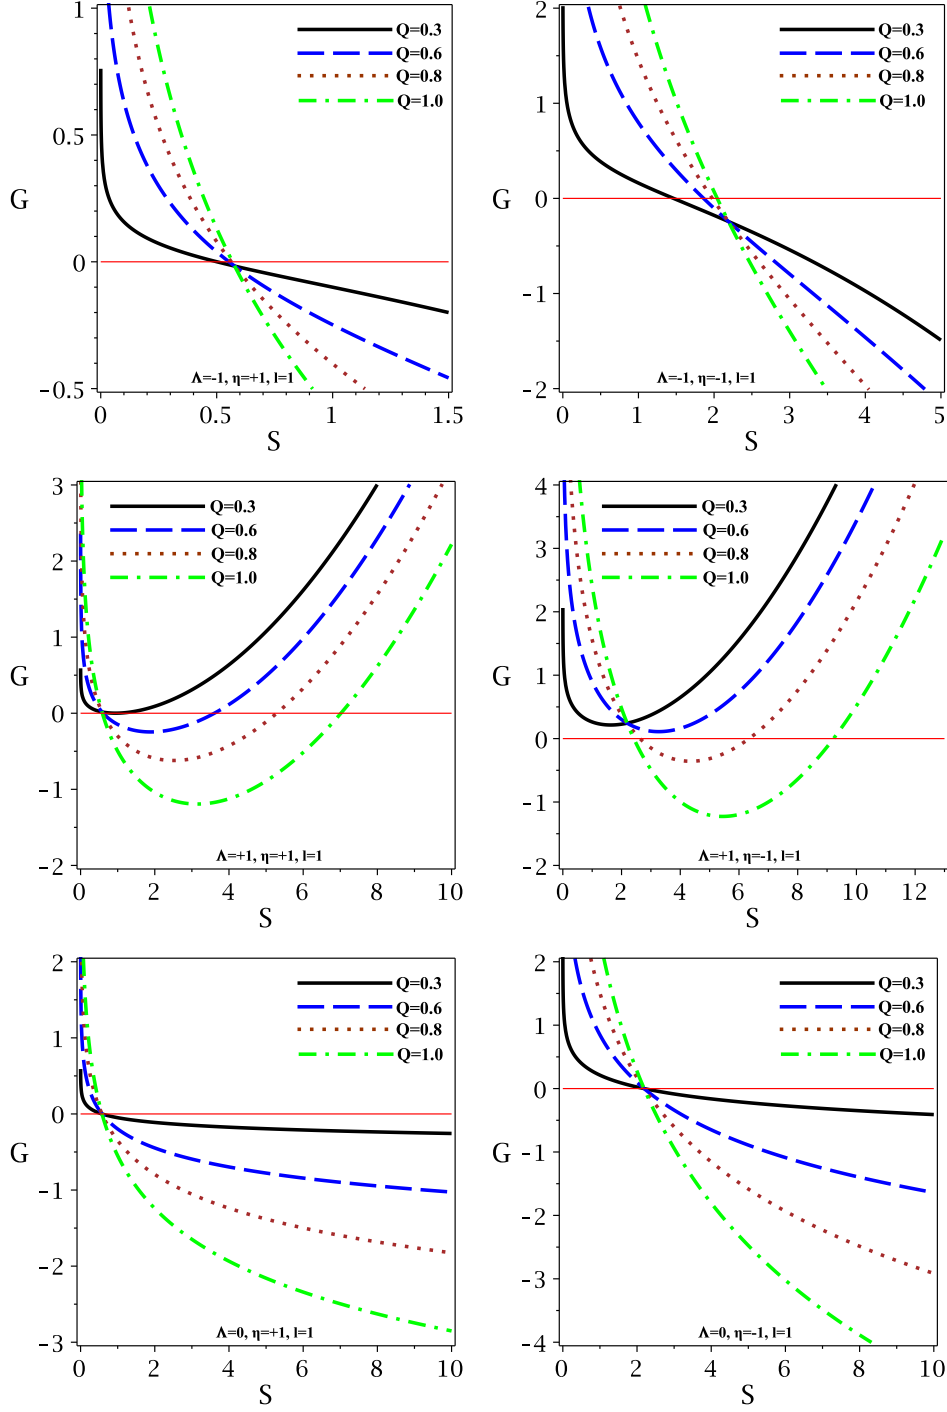 1
Q=0.3
Q=0.6
Q=0.8
Q=1.0
0.5
G
0
-0.5
Λ=-1, η=+1, l=1
0 0.5 1 1.5
S
2
Q=0.3
Q=0.6
Q=0.8
Q=1.0
1
G
0
-1
-2
Λ=-1, η=-1, l=1
0 1 2 3 4 5
S
3
Q=0.3
Q=0.6
Q=0.8
Q=1.0
2
1
G
0
-1
-2
Λ=+1, η=+1, l=1
0 2 4 6 8 10
S
4
Q=0.3
Q=0.6
Q=0.8
Q=1.0
3
2
1
G
0
-1
-2
Λ=+1, η=-1, l=1
0 2 4 6 8 10 12
S
2
Q=0.3
Q=0.6
Q=0.8
Q=1.0
1
0
G
-1
-2
-3
Λ=0, η=+1, l=1
0 2 4 6 8 10
S
2
Q=0.3
Q=0.6
Q=0.8
Q=1.0
1
0
G
-1
-2
-3
-4
Λ=0, η=-1, l=1
0 2 4 6 8 10
S